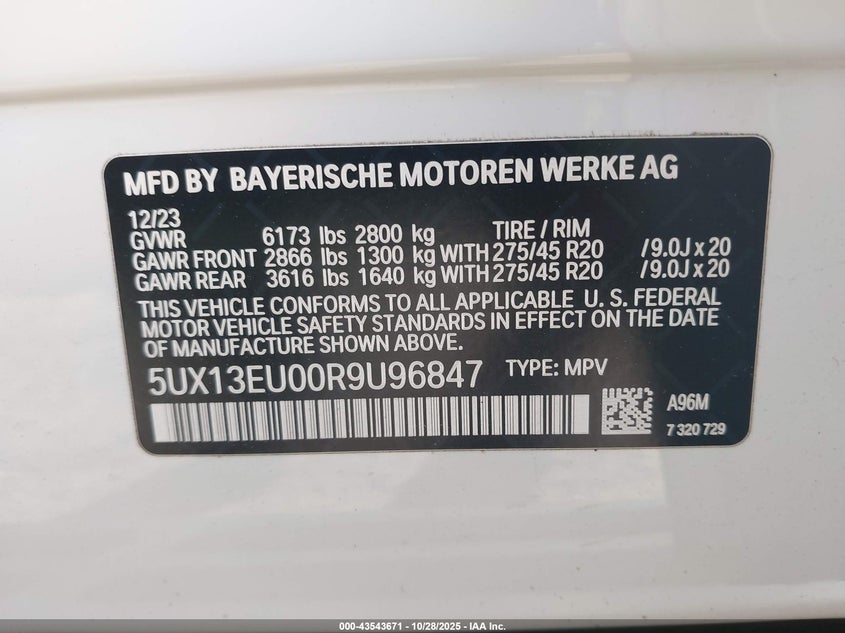 MFD BY BAYERISCHE MOTOREN WERKE AG
12/23
GVWR 6173 lbs 2800 kg TIRE / RIM
GAWR FRONT 2866 lbs 1300 kg WITH 275/45 R20 /9.0J x 20
GAWR REAR 3616 lbs 1640 kg WITH 275/45 R20 /9.0J x 20
THIS VEHICLE CONFORMS TO ALL APPLICABLE U. S. FEDERAL
MOTOR VEHICLE SAFETY STANDARDS IN EFFECT ON THE DATE
OF MANUFACTURE SHOWN ABOVE.
5UX13EU00R9U96847 TYPE: MPV
A96M
7 320 729
000-43543671 | 10/28/2025 - IAA Inc.